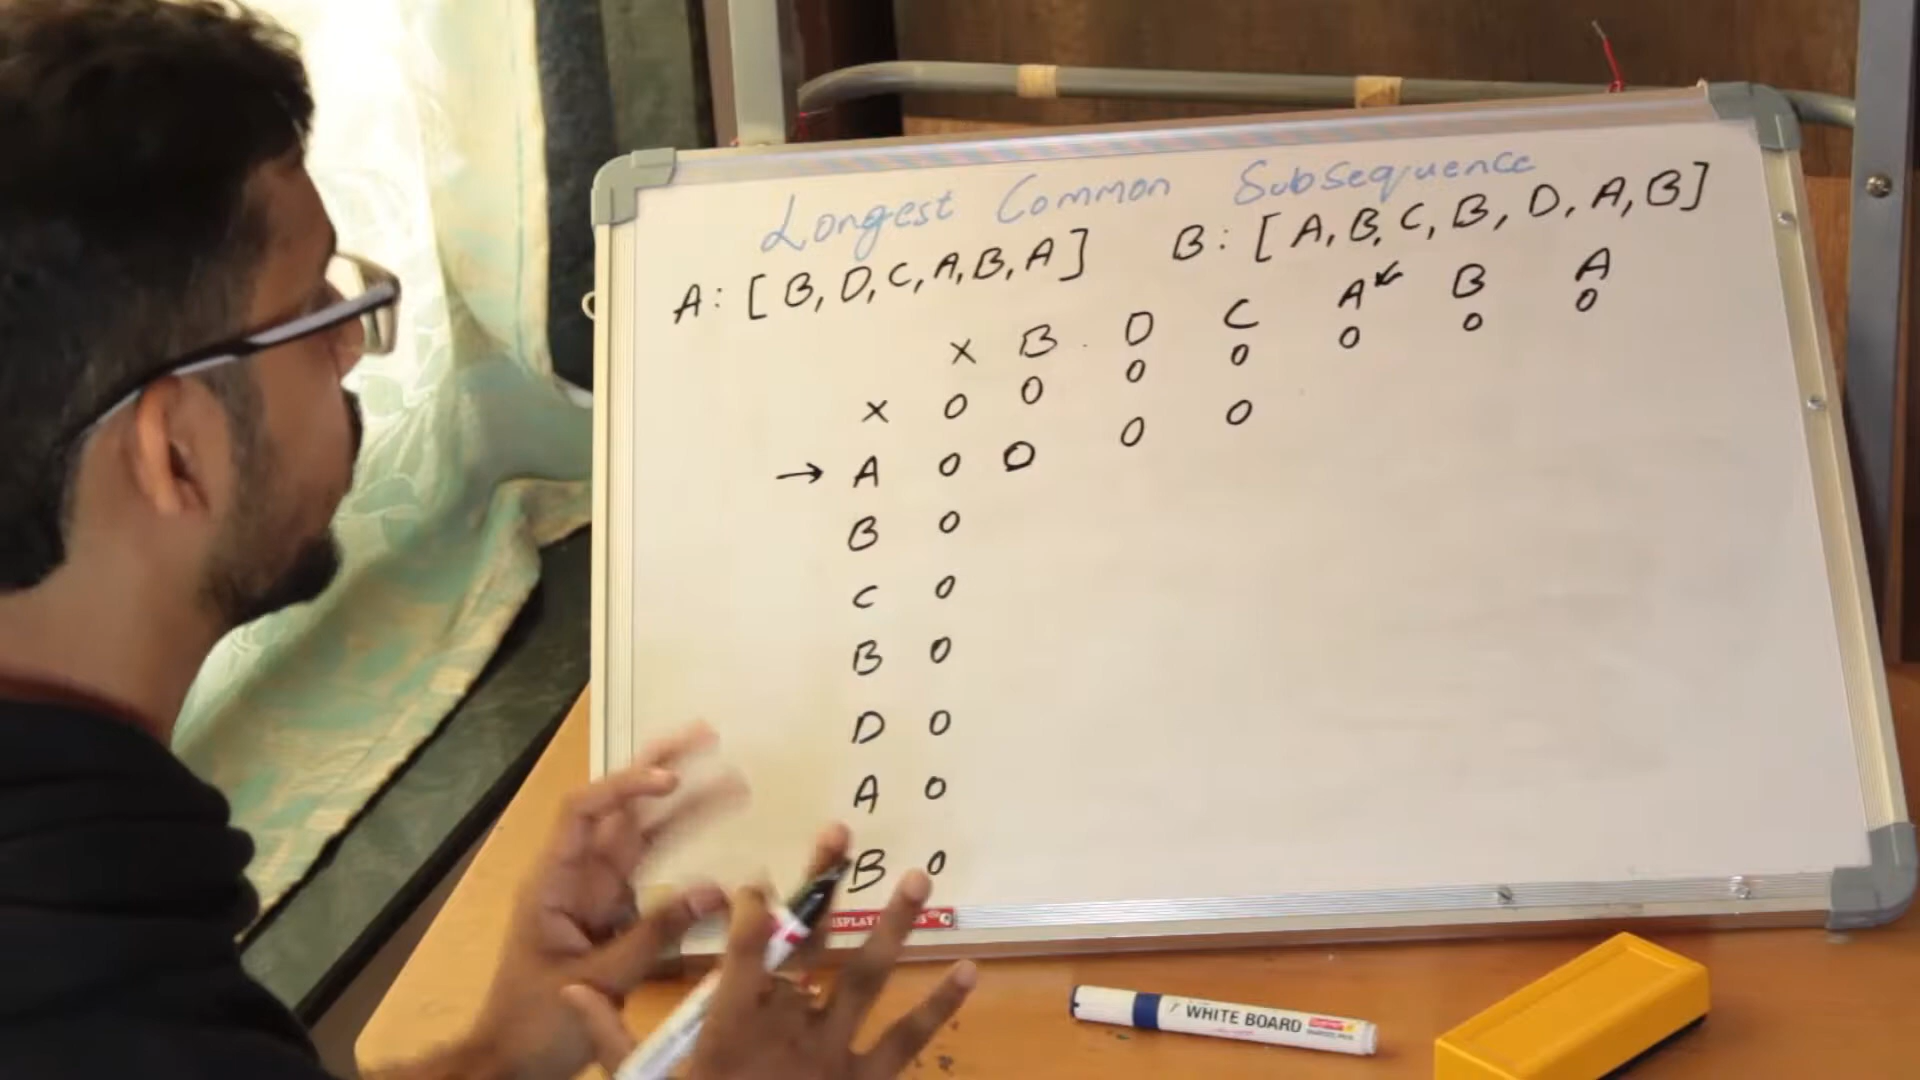 Longest Common Subsequence
A: [B, D, C, A, B, A] B: [A, B, C, B, D, A, B]
x B D C A B A
x 0 0 0 0 0 0 0
→ A 0 0 0 0
B 0
C 0
B 0
D 0
A 0
B 0
WHITE BOARD